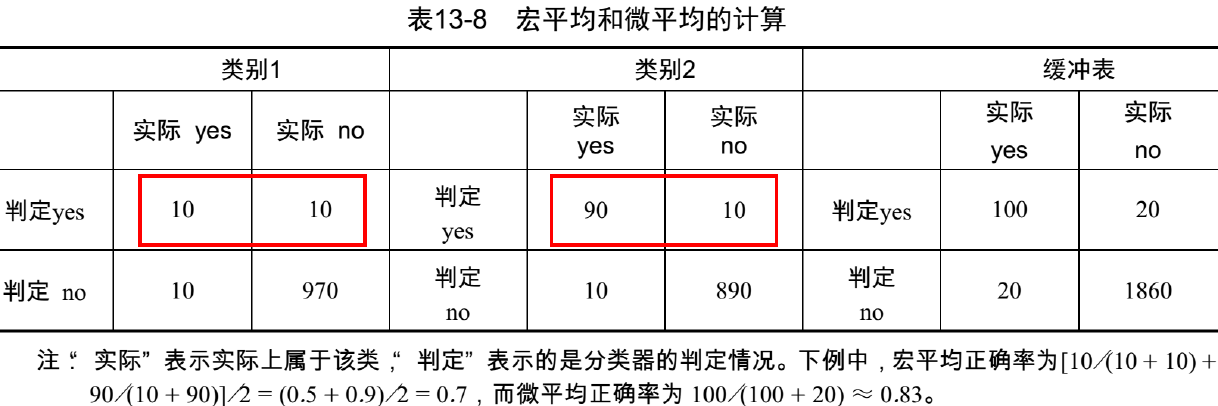 表13-8 宏平均和微平均的计算
类别1 类别2 缓冲表
实际 yes 实际 no 实际 yes 实际 no 实际 yes 实际 no
判定yes 10 10 判定 yes 90 10 判定yes 100 20
判定 no 10 970 判定 no 10 890 判定 no 20 1860
注：“实际”表示实际上属于该类，“判定”表示的是分类器的判定情况。下例中，宏平均正确率为[10/(10 + 10) +
90/(10 + 90)]/2 = (0.5 + 0.9)/2 = 0.7，而微平均正确率为 100/(100 + 20) ≈ 0.83。